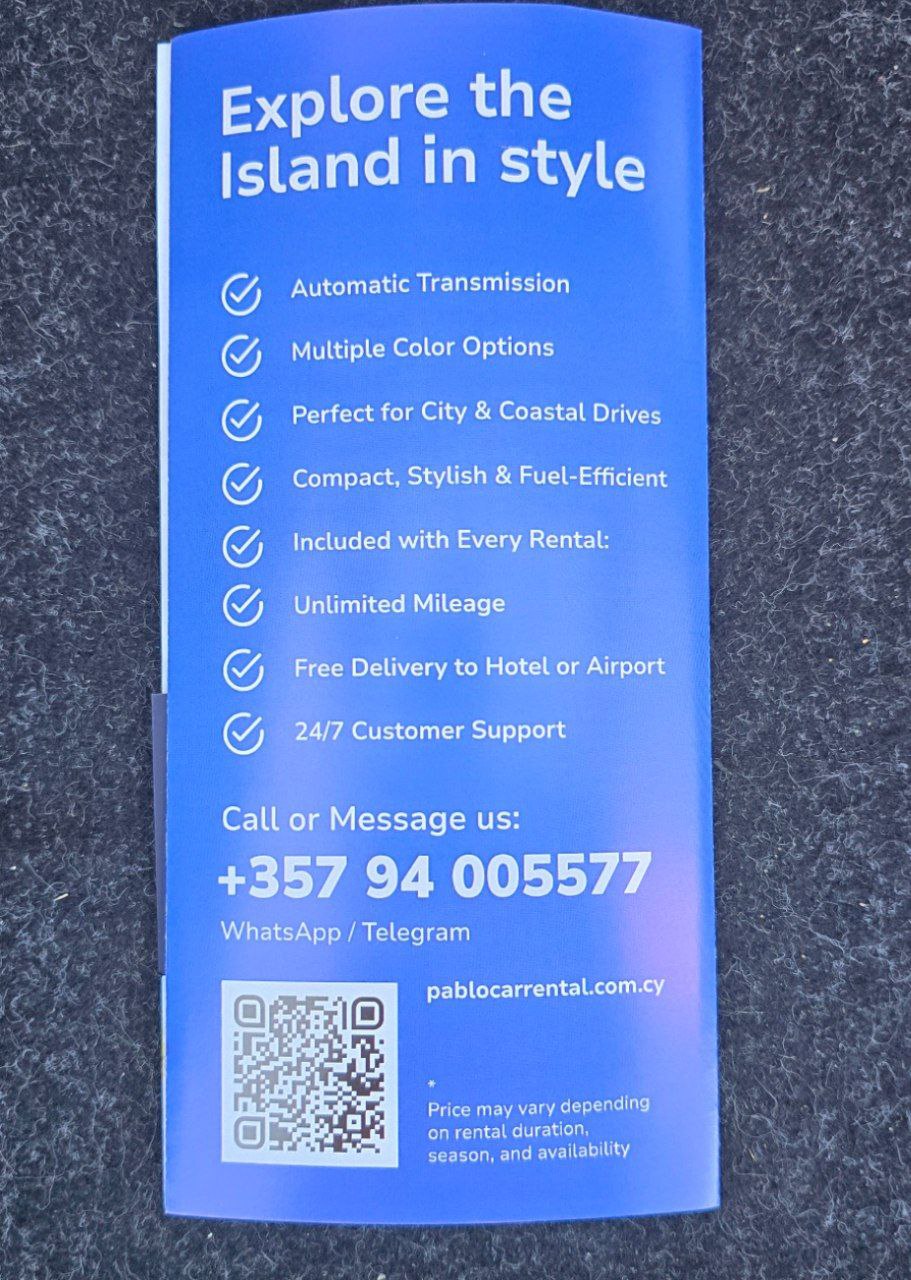 Explore the
Island in style
Automatic Transmission
Multiple Color Options
Perfect for City & Coastal Drives
Compact, Stylish & Fuel-Efficient
Included with Every Rental:
Unlimited Mileage
Free Delivery to Hotel or Airport
24/7 Customer Support
Call or Message us:
+357 94 005577
WhatsApp / Telegram
pablocarrental.com.cy
*
Price may vary depending
on rental duration,
season, and availability